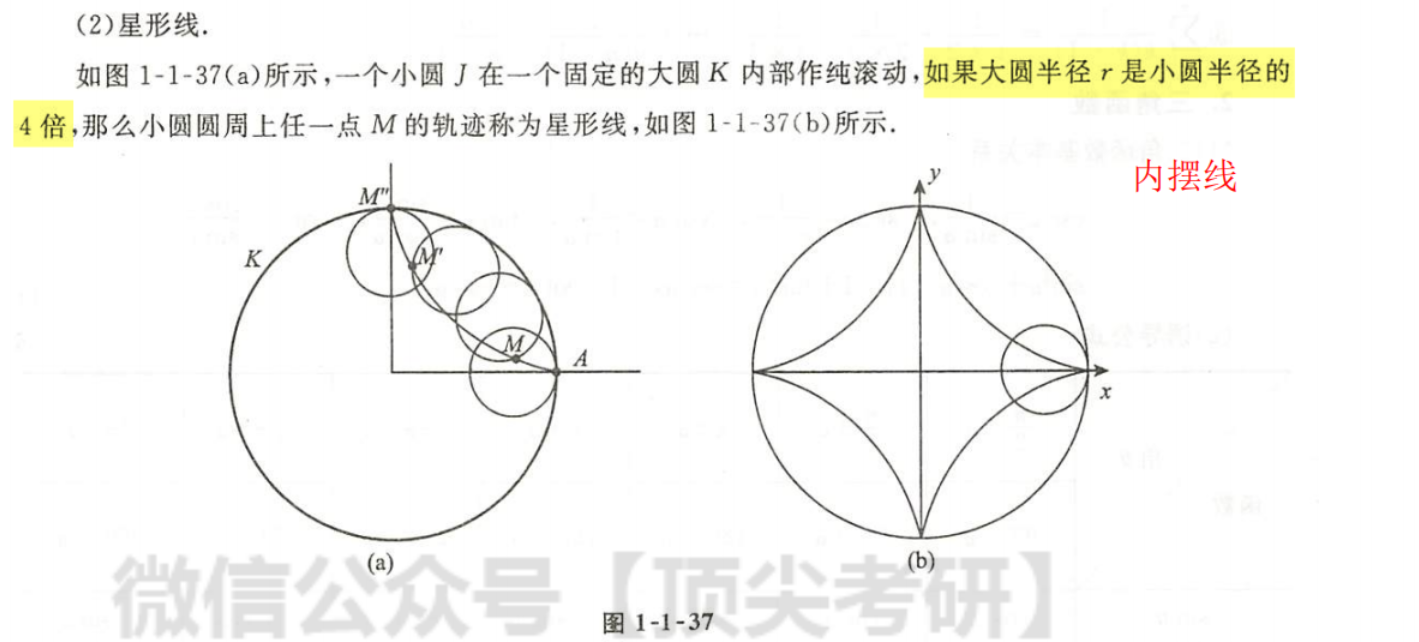 (2)星形线.
如图 1-1-37(a)所示,一个小圆 J 在一个固定的大圆 K 内部作纯滚动,如果大圆半径 r 是小圆半径的
4 倍,那么小圆圆周上任一点 M 的轨迹称为星形线,如图 1-1-37(b)所示.
内摆线
M″
K
M′
M
A
y
x
(a)
(b)
微信公众号【顶尖考研】
图 1-1-37